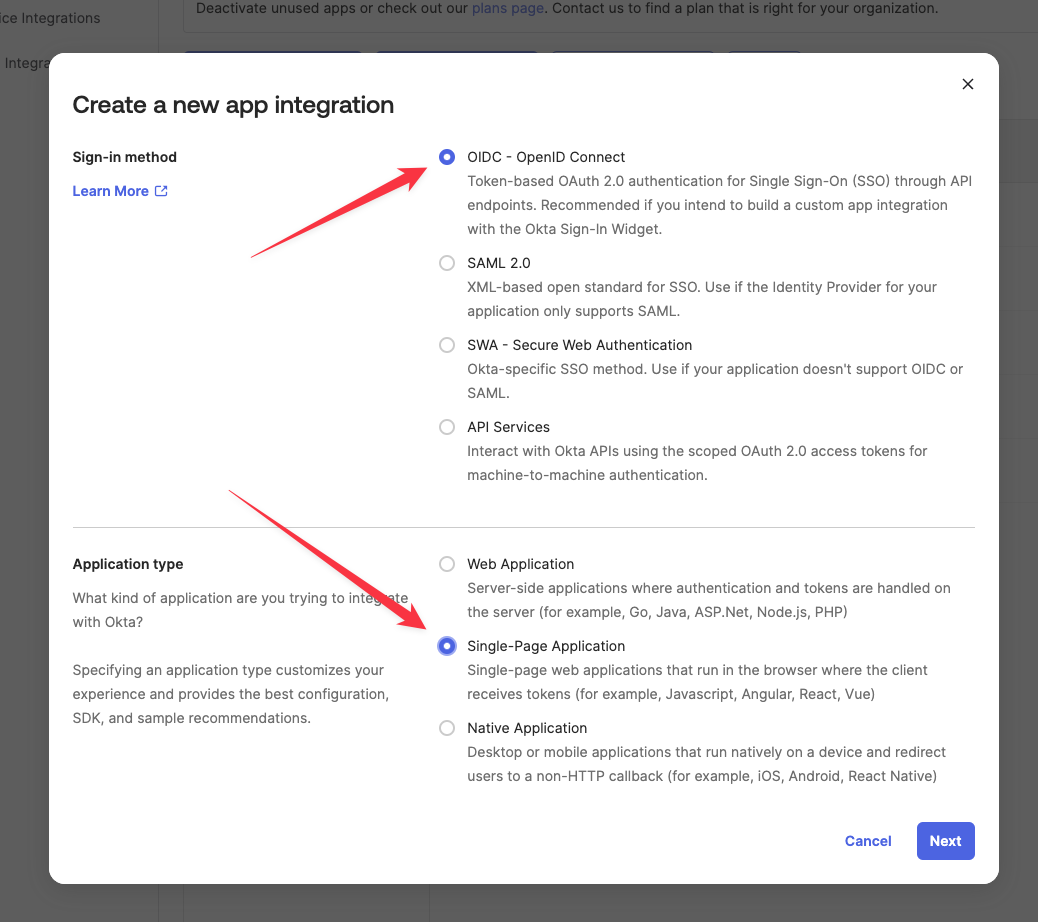 Deactivate unused apps or check out our plans page. Contact us to find a plan that is right for your organization.
ice Integrations
Integra
Create a new app integration
Sign-in method
Learn More
OIDC - OpenID Connect
Token-based OAuth 2.0 authentication for Single Sign-On (SSO) through API
endpoints. Recommended if you intend to build a custom app integration
with the Okta Sign-In Widget.
SAML 2.0
XML-based open standard for SSO. Use if the Identity Provider for your
application only supports SAML.
SWA - Secure Web Authentication
Okta-specific SSO method. Use if your application doesn't support OIDC or
SAML.
API Services
Interact with Okta APIs using the scoped OAuth 2.0 access tokens for
machine-to-machine authentication.
Application type
What kind of application are you trying to integrate
with Okta?
Specifying an application type customizes your
experience and provides the best configuration,
SDK, and sample recommendations.
Web Application
Server-side applications where authentication and tokens are handled on
the server (for example, Go, Java, ASP.Net, Node.js, PHP)
Single-Page Application
Single-page web applications that run in the browser where the client
receives tokens (for example, Javascript, Angular, React, Vue)
Native Application
Desktop or mobile applications that run natively on a device and redirect
users to a non-HTTP callback (for example, iOS, Android, React Native)
Cancel
Next